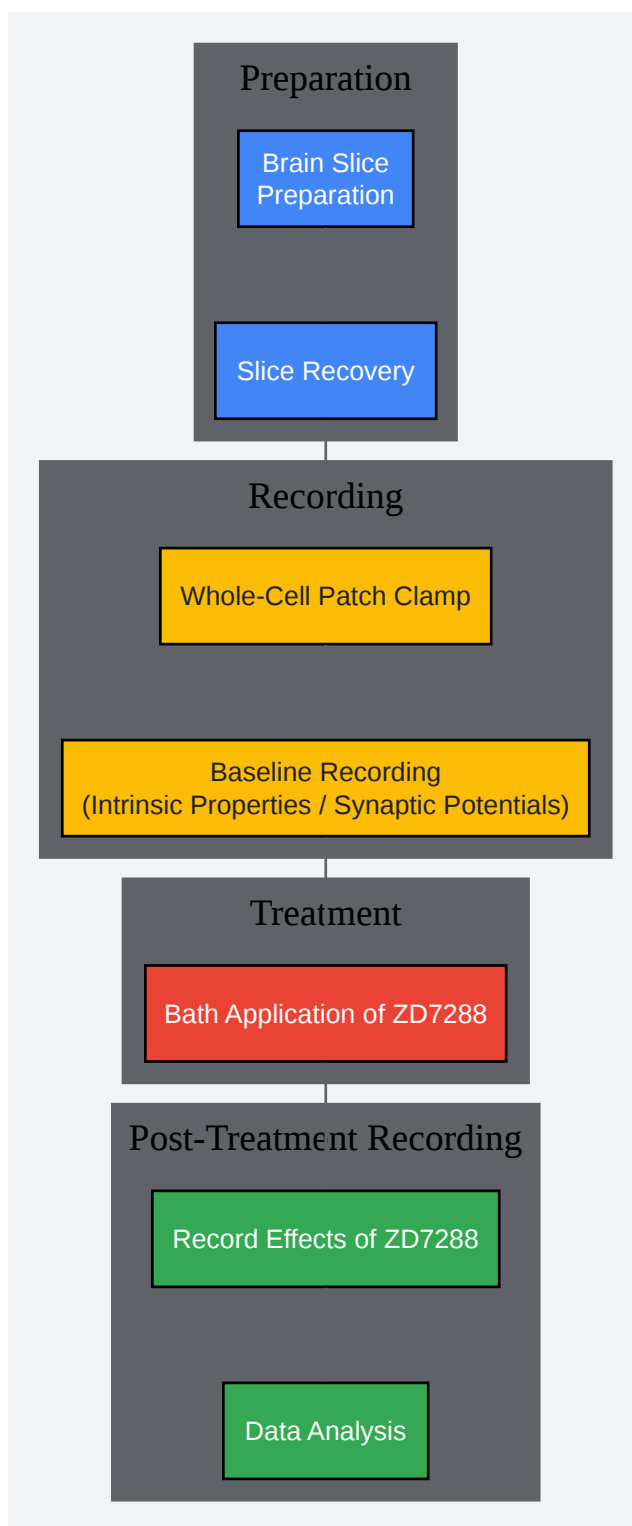 Preparation
Brain Slice
Preparation
Slice Recovery
Recording
Whole-Cell Patch Clamp
Baseline Recording
(Intrinsic Properties / Synaptic Potentials)
Treatment
Bath Application of ZD7288
Post-Treatment Recording
Record Effects of ZD7288
Data Analysis